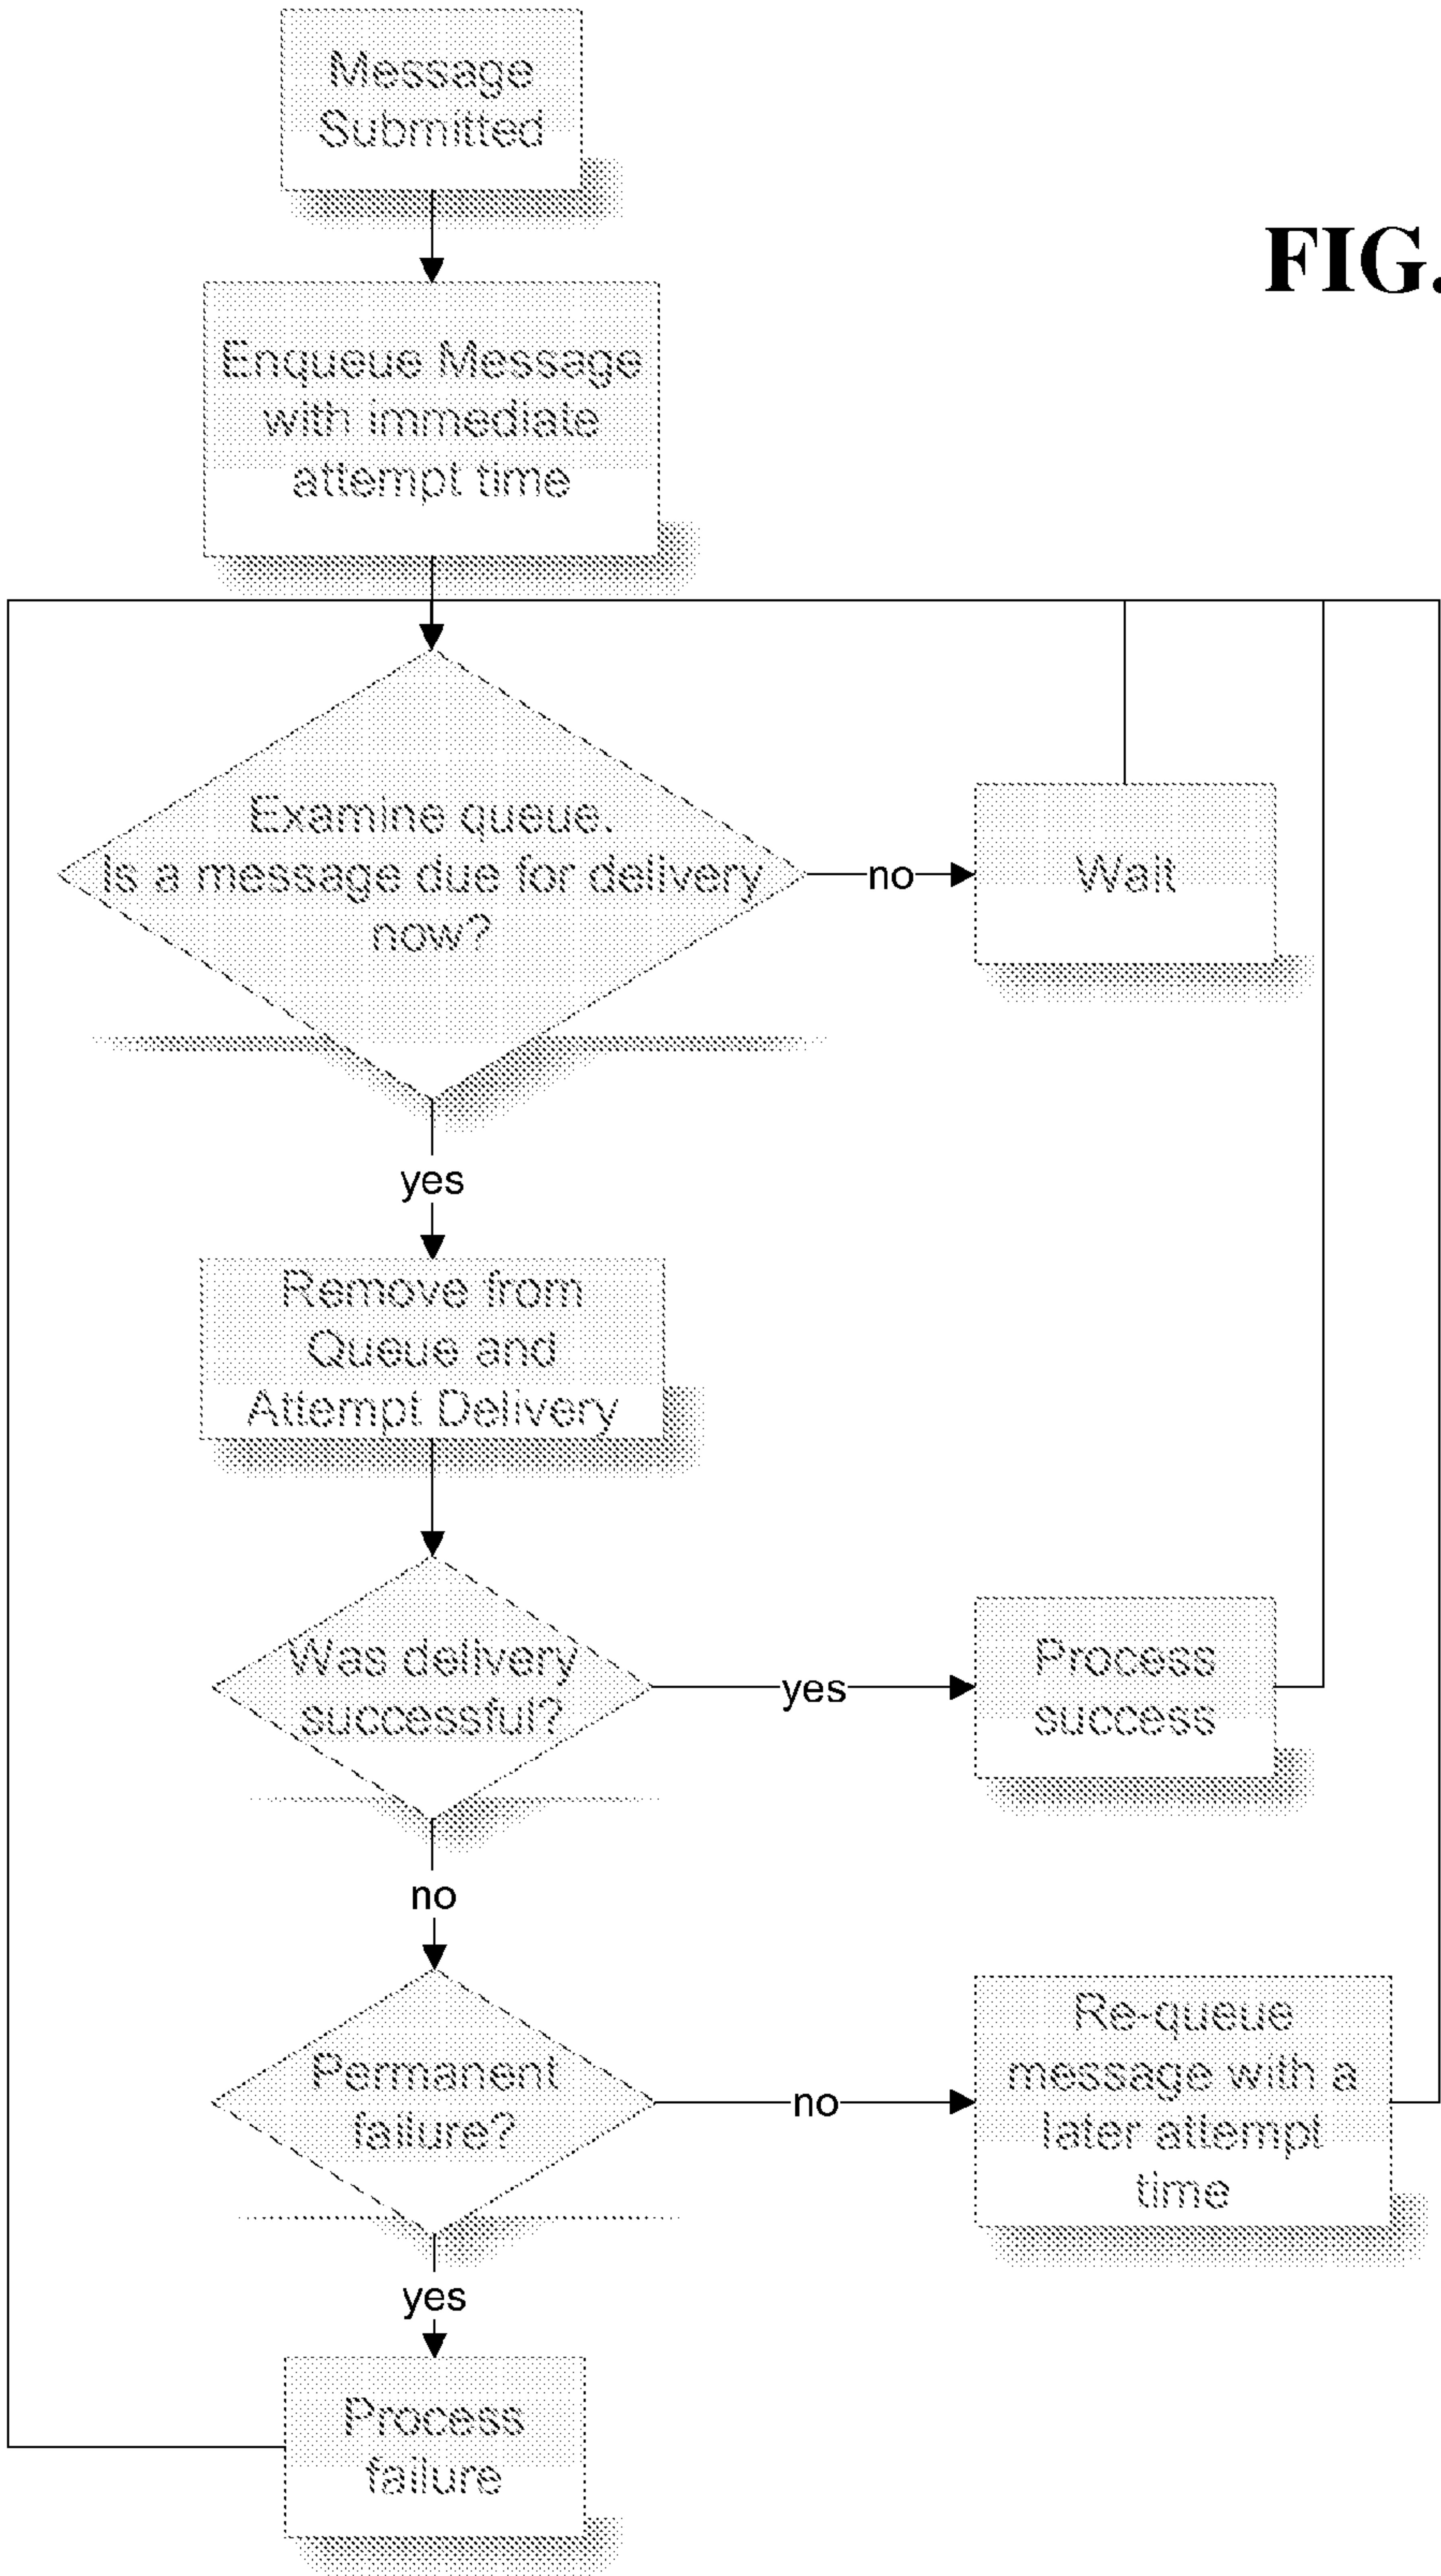 Message
Submitted
FIG.
Enqueue Message
with immediate
attempt time
Examine queue.
Is a message due for delivery
now?
no
Wait
yes
Remove from
Queue and
Attempt Delivery
Was delivery
successful?
yes
Process
success
no
Permanent
failure?
no
Re-queue
message with a
later attempt
time
yes
Process
failure